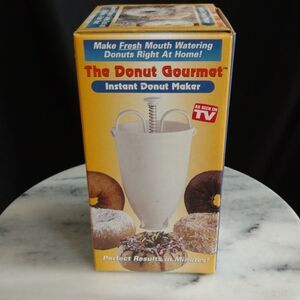 Make Fresh Mouth Watering
Donuts Right At Home!
The Donut Gourmet™
Instant Donut Maker
AS SEEN ON
TV
Perfect Results in Minutes!